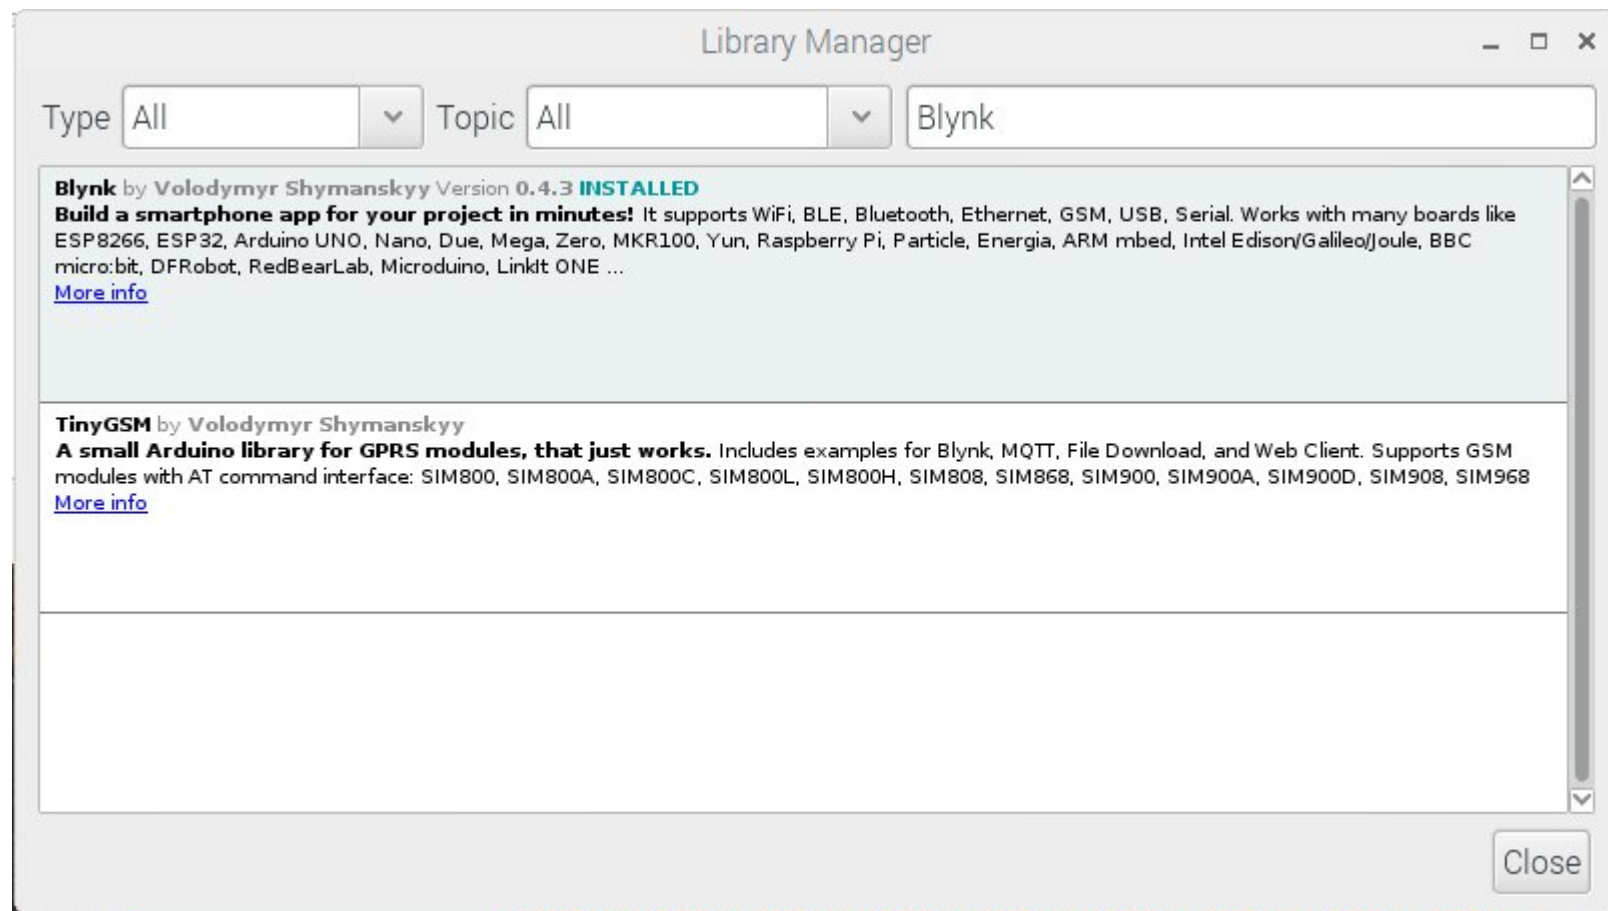 Library Manager
Type All Topic All Blynk
Blynk by Volodymyr Shymanskyy Version 0.4.3 INSTALLED
Build a smartphone app for your project in minutes! It supports WiFi, BLE, Bluetooth, Ethernet, GSM, USB, Serial. Works with many boards like
ESP8266, ESP32, Arduino UNO, Nano, Due, Mega, Zero, MKR100, Yun, Raspberry Pi, Particle, Energia, ARM mbed, Intel Edison/Galileo/Joule, BBC
micro:bit, DFRobot, RedBearLab, Microduino, LinkIt ONE ...
More info
TinyGSM by Volodymyr Shymanskyy
A small Arduino library for GPRS modules, that just works. Includes examples for Blynk, MQTT, File Download, and Web Client. Supports GSM
modules with AT command interface: SIM800, SIM800A, SIM800C, SIM800L, SIM800H, SIM808, SIM868, SIM900, SIM900A, SIM900D, SIM908, SIM968
More info
Close